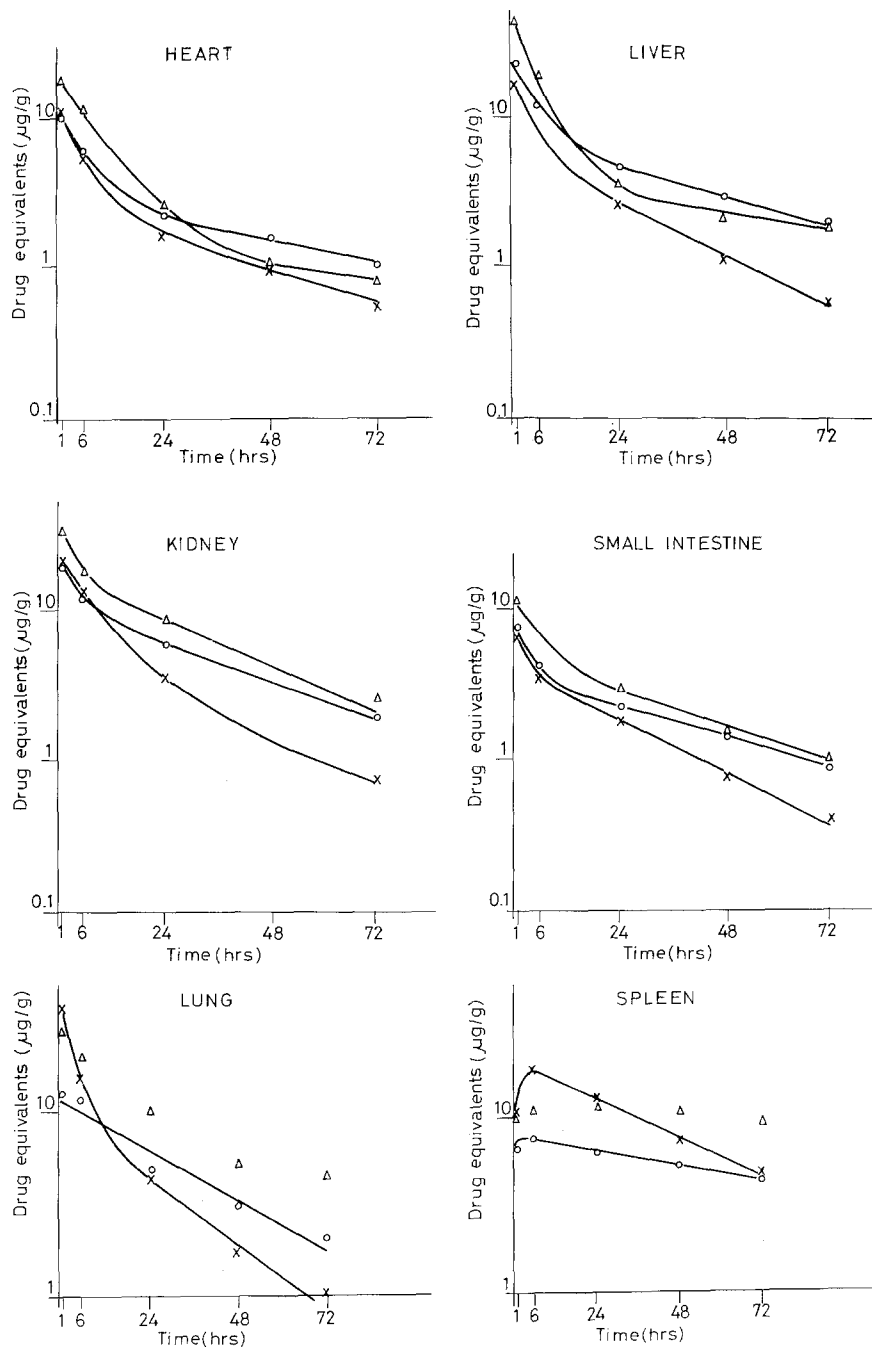 HEART
Drug equivalents (µg/g)
10
1
0.1
1 6 24 48 72
Time(hrs)
LIVER
Drug equivalents (µg/g)
10
1
0.1
1 6 24 48 72
Time(hrs)
KIDNEY
Drug equivalents (µg/g)
10
1
0.1
1 6 24 48 72
Time(hrs)
SMALL INTESTINE
Drug equivalents (µg/g)
10
1
0.1
1 6 24 48 72
Time(hrs)
LUNG
Drug equivalents (µg/g)
10
1
1 6 24 48 72
Time(hrs)
SPLEEN
Drug equivalents (µg/g)
10
1
1 6 24 48 72
Time(hrs)